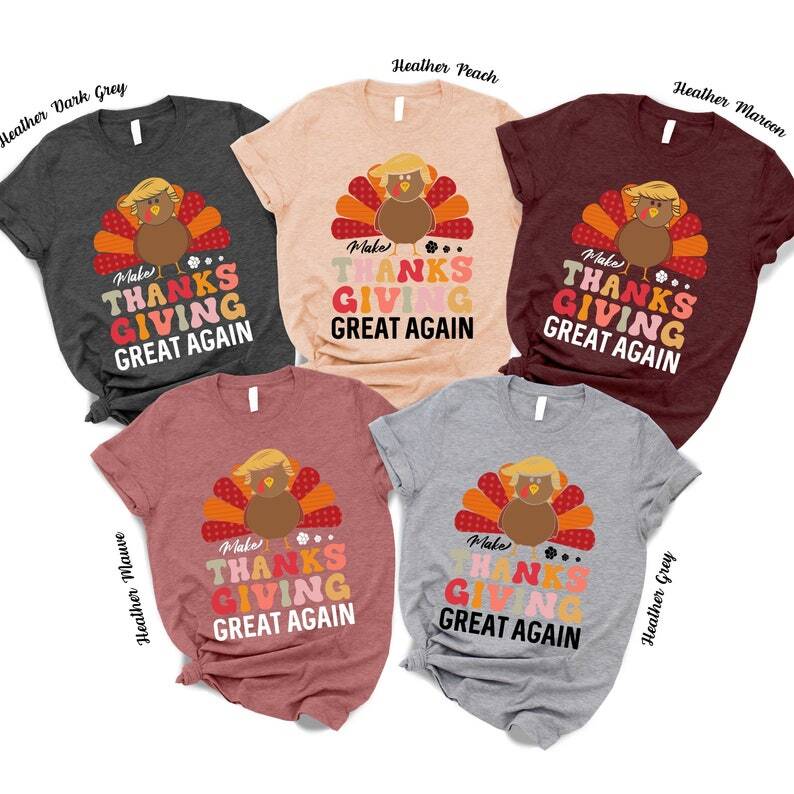 Heather Dark Grey
Make
THANKS
GIVING
GREAT AGAIN
Heather Peach
Make
THANKS
GIVING
GREAT AGAIN
Heather Maroon
Make
THANKS
GIVING
GREAT AGAIN
Heather Mauve
Make
THANKS
GIVING
GREAT AGAIN
Heather Grey
Make
THANKS
GIVING
GREAT AGAIN